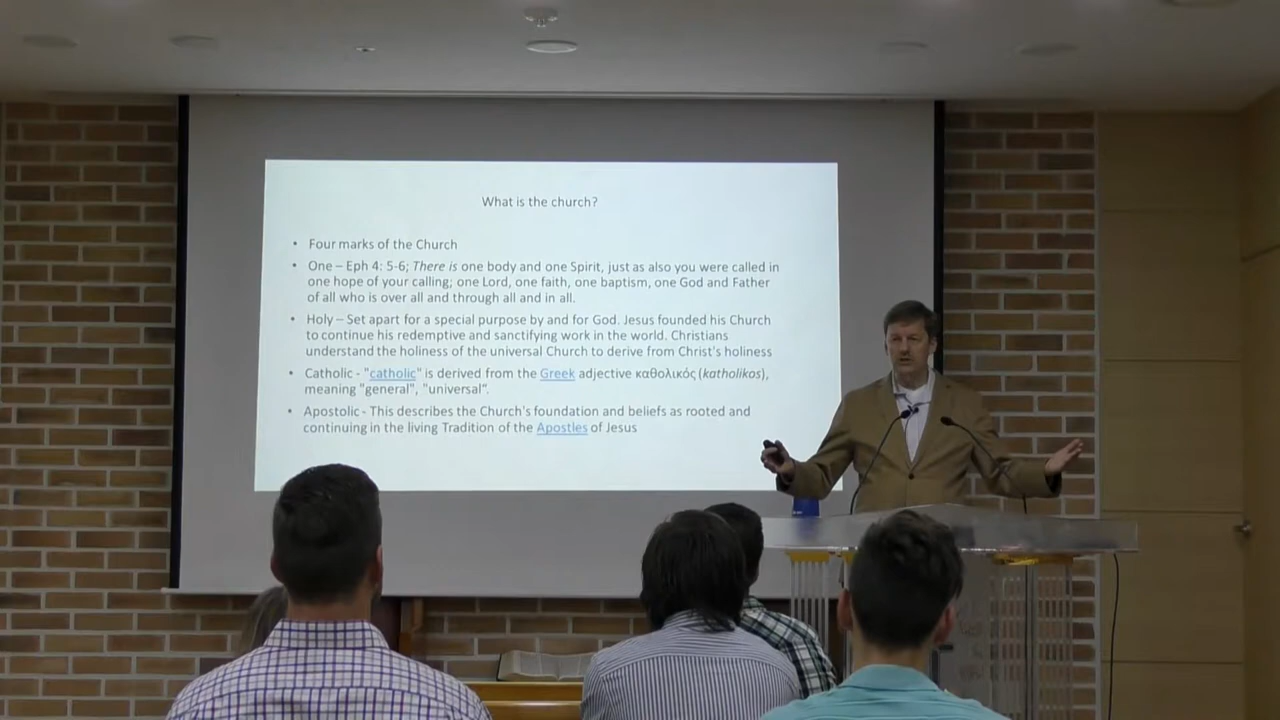 What is the church?
• Four marks of the Church
• One – Eph 4: 5-6; There is one body and one Spirit, just as also you were called in
one hope of your calling; one Lord, one faith, one baptism, one God and Father
of all who is over all and through all and in all.
• Holy – Set apart for a special purpose by and for God. Jesus founded his Church
to continue his redemptive and sanctifying work in the world. Christians
understand the holiness of the universal Church to derive from Christ's holiness
• Catholic - "catholic" is derived from the Greek adjective καθολικός (katholikos),
meaning "general", "universal".
• Apostolic - This describes the Church's foundation and beliefs as rooted and
continuing in the living Tradition of the Apostles of Jesus